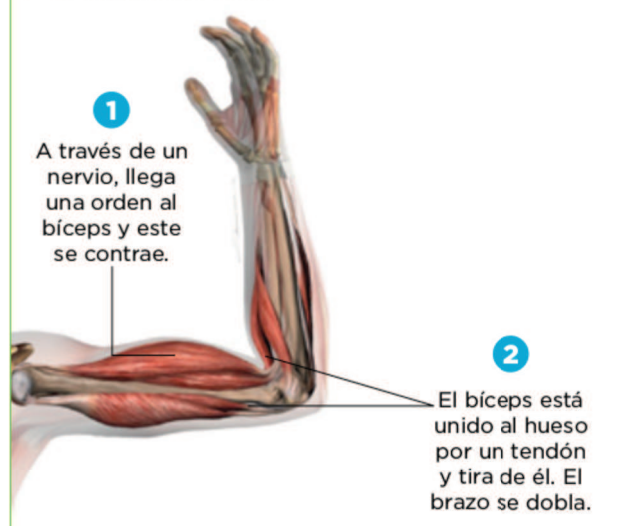 1
A través de un
nervio, llega
una orden al
bíceps y este
se contrae.
2
El bíceps está
unido al hueso
por un tendón
y tira de él. El
brazo se dobla.